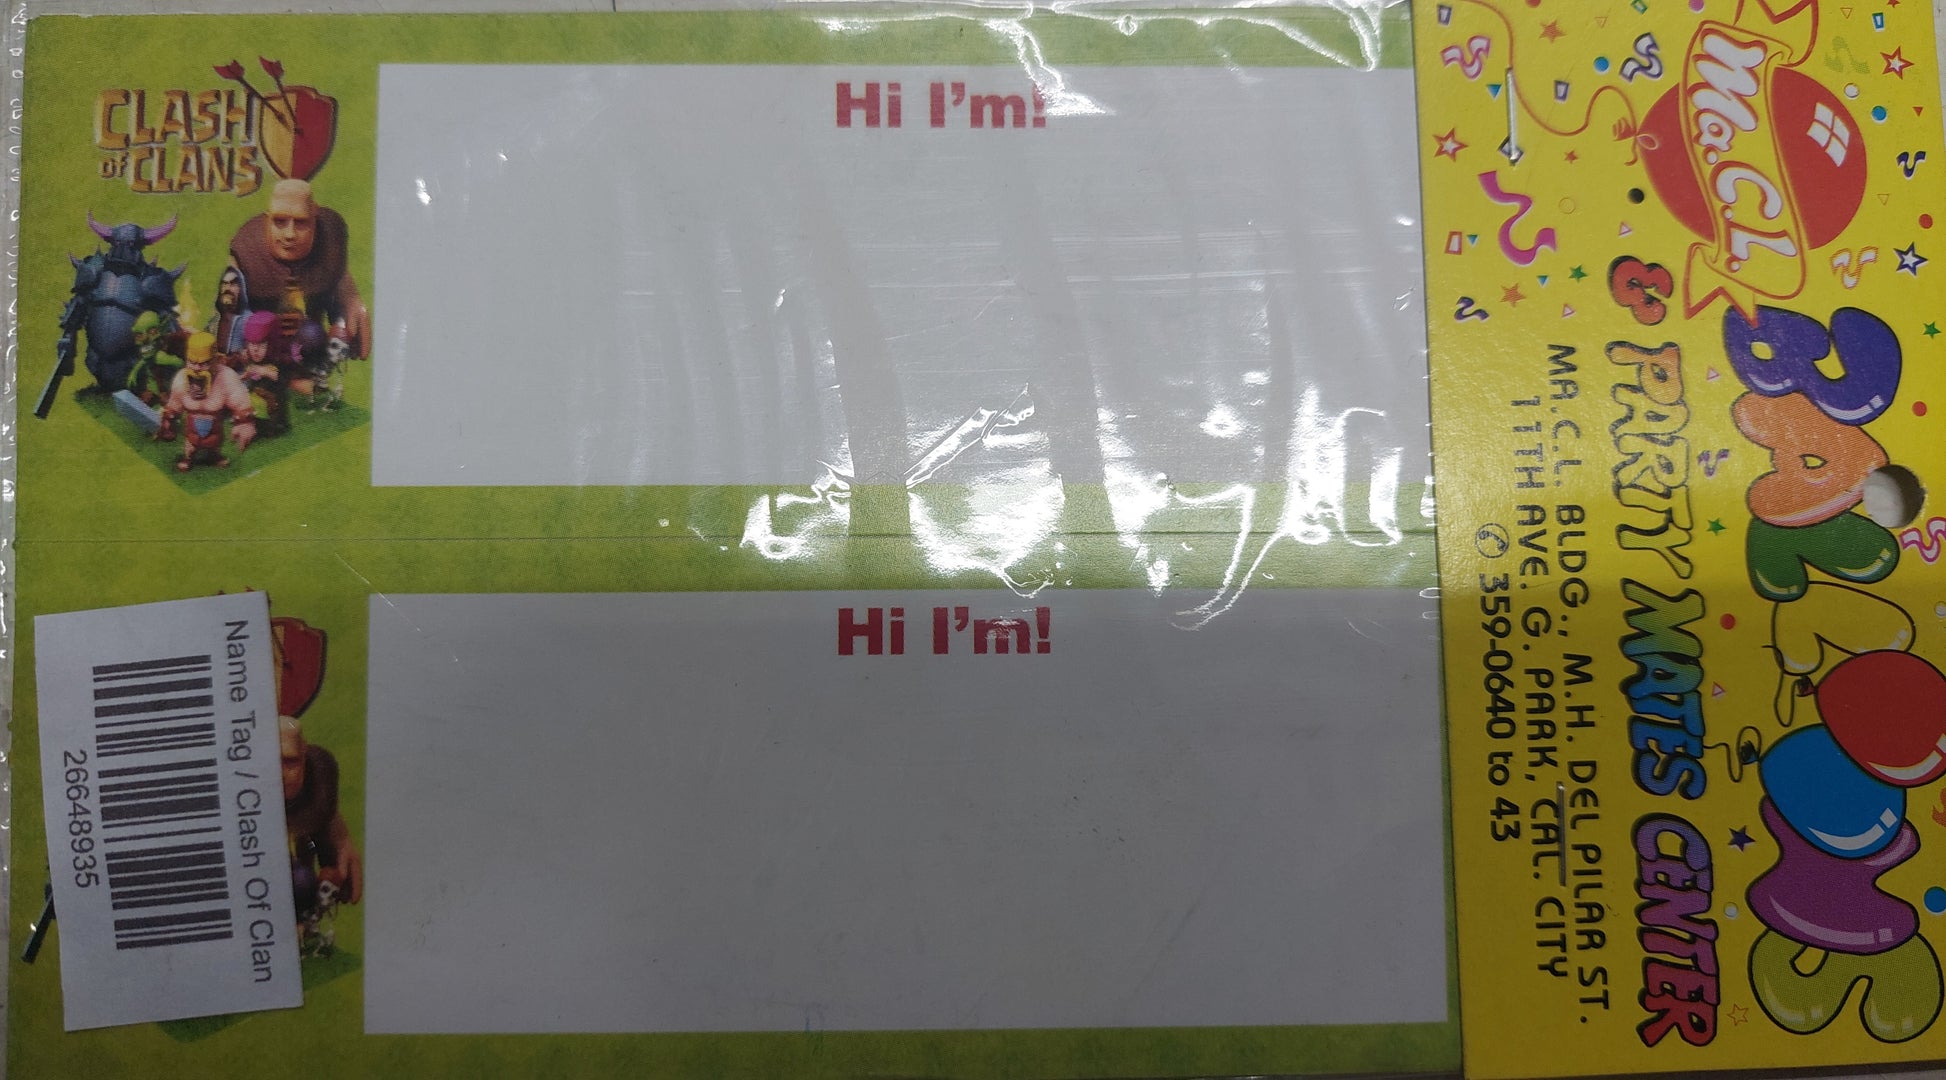 CLASH
OF CLANS
Hi I'm!
Hi I'm!
Name Tag / Clash Of Clan
26648935
Ma.C.L.
BALLOONS
& PARTY MATES CENTER
MA.C.L. BLDG., M.H. DEL PILAR ST.
11TH AVE. G. PARK, CAL. CITY
✆ 359-0640 to 43